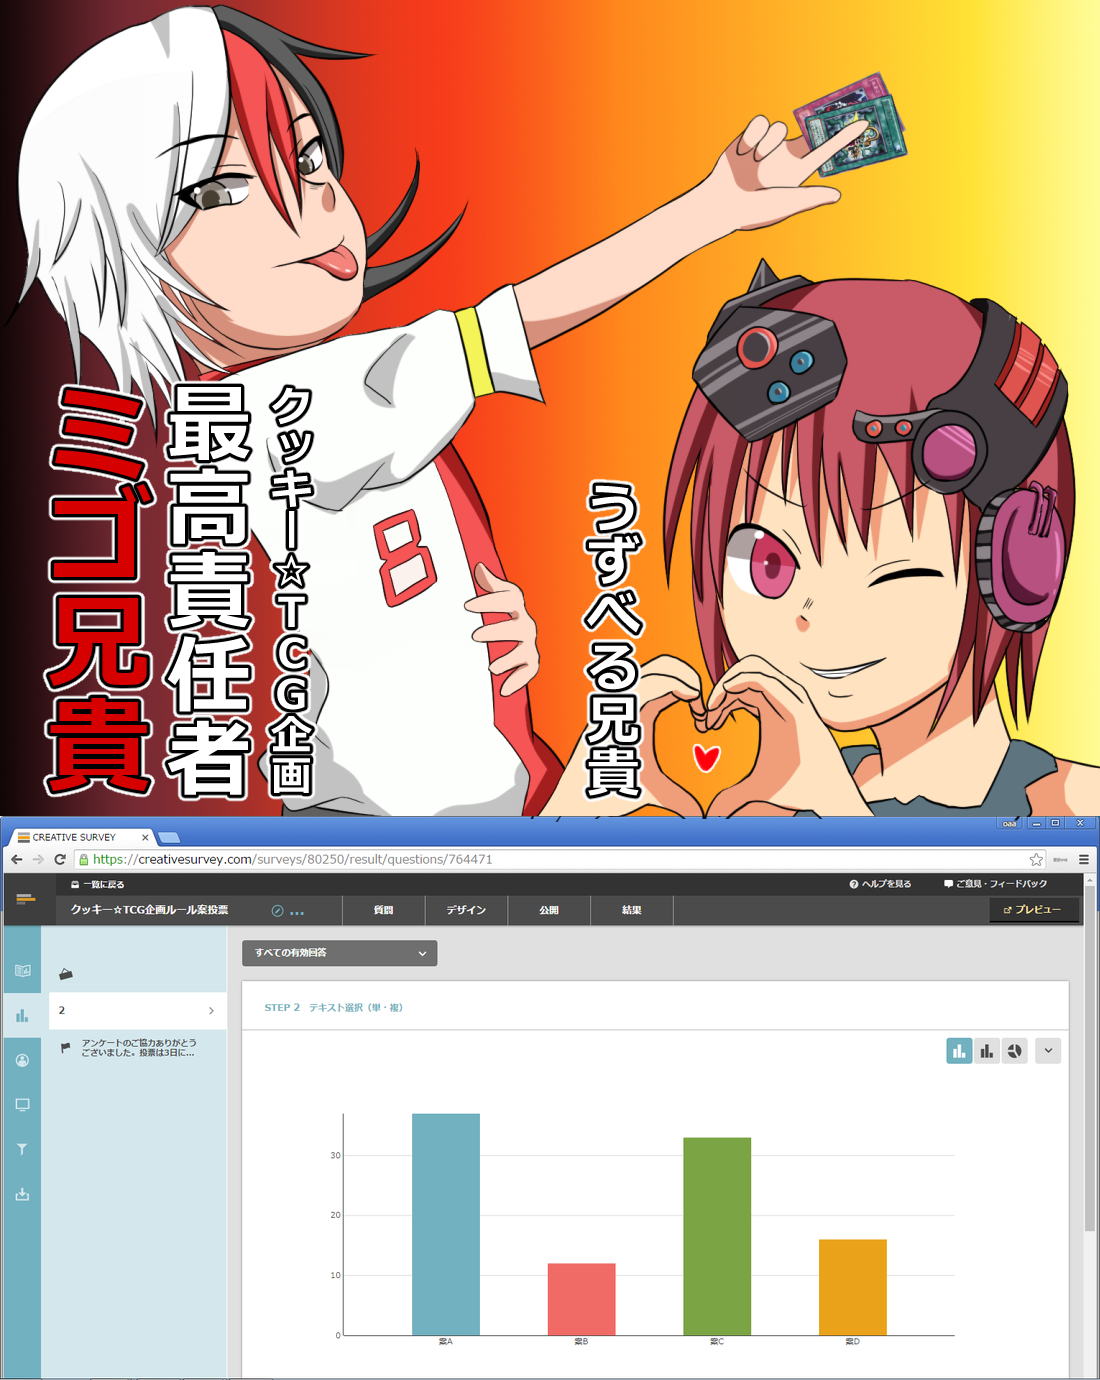 クッキー☆TCG企画
最高責任者
ミゴ兄貴
うずべる兄貴
CREATIVE SURVEY
https://creativesurvey.com/surveys/80250/result/questions/764471
一覧に戻る
ヘルプを見る
ご意見・フィードバック
クッキー☆TCG企画ルール案投票
質問
デザイン
公開
結果
プレビュー
すべての有効回答
2
アンケートのご協力ありがとう
ございました。投票は3日に...
STEP 2 テキスト選択（単・複）
30
20
10
0
案A
案B
案C
案D
8